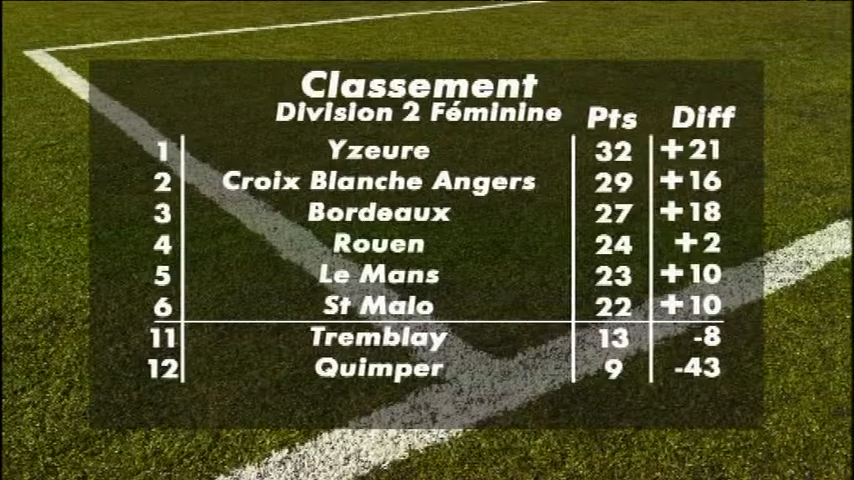 Classement
Division 2 Féminine Pts Diff
1 Yzeure 32 +21
2 Croix Blanche Angers 29 +16
3 Bordeaux 27 +18
4 Rouen 24 +2
5 Le Mans 23 +10
6 St Malo 22 +10
11 Tremblay 13 -8
12 Quimper 9 -43